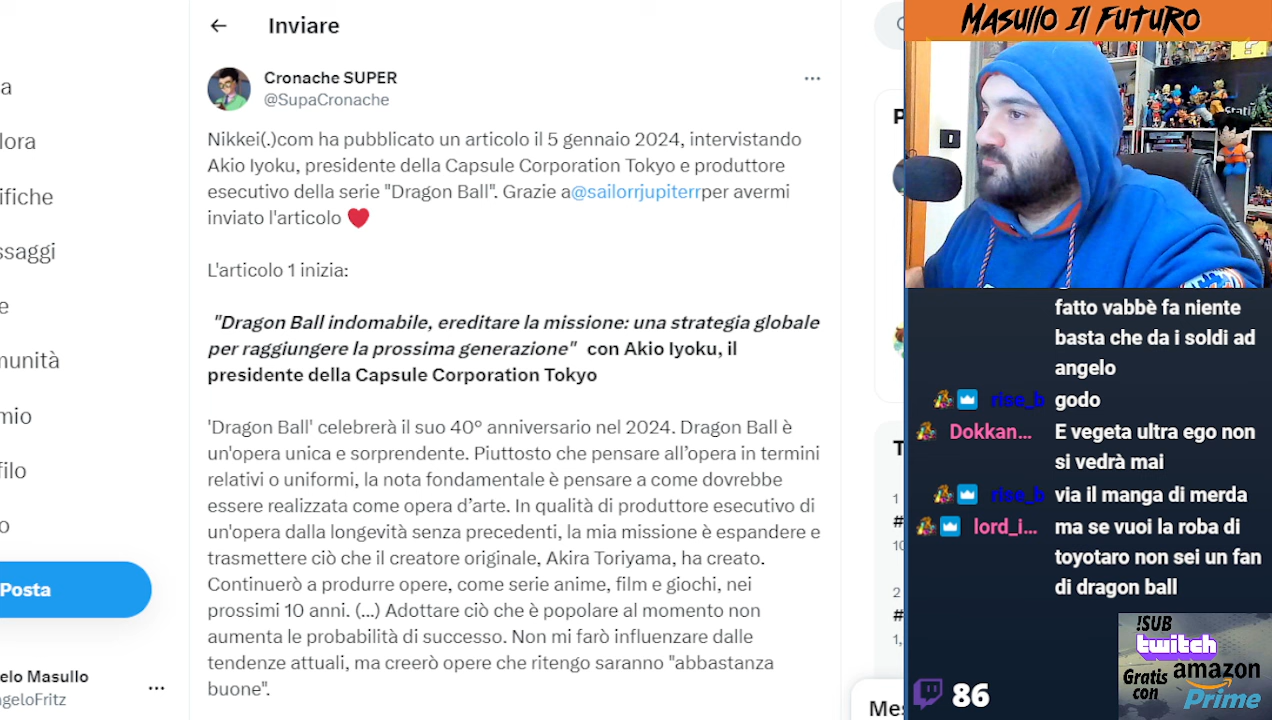 Inviare
Cronache SUPER
@SupaCronache
Nikkei(.)com ha pubblicato un articolo il 5 gennaio 2024, intervistando
Akio Iyoku, presidente della Capsule Corporation Tokyo e produttore
esecutivo della serie "Dragon Ball". Grazie a@sailorrjupiterrper avermi
inviato l'articolo ❤️
L'articolo 1 inizia:
"Dragon Ball indomabile, ereditare la missione: una strategia globale
per raggiungere la prossima generazione" con Akio Iyoku, il
presidente della Capsule Corporation Tokyo
'Dragon Ball' celebrerà il suo 40° anniversario nel 2024. Dragon Ball è
un'opera unica e sorprendente. Piuttosto che pensare all'opera in termini
relativi o uniformi, la nota fondamentale è pensare a come dovrebbe
essere realizzata come opera d'arte. In qualità di produttore esecutivo di
un'opera dalla longevità senza precedenti, la mia missione è espandere e
trasmettere ciò che il creatore originale, Akira Toriyama, ha creato.
Continuerò a produrre opere, come serie anime, film e giochi, nei
prossimi 10 anni. (...) Adottare ciò che è popolare al momento non
aumenta le probabilità di successo. Non mi farò influenzare dalle
tendenze attuali, ma creerò opere che ritengo saranno "abbastanza
buone".
a
lora
ifiche
ssaggi
e
munità
mio
filo
o
Posta
elo Masullo
geloFritz
P
T
1
#
10
2
#
1,
Mes
Masullo Il Futuro
fatto vabbè fa niente
basta che da i soldi ad
angelo
rise_b godo
Dokkan... E vegeta ultra ego non
si vedrà mai
rise_b via il manga di merda
lord_i... ma se vuoi la roba di
toyotaro non sei un fan
di dragon ball
86
!SUB
twitch
Gratis
con
amazon
Prime